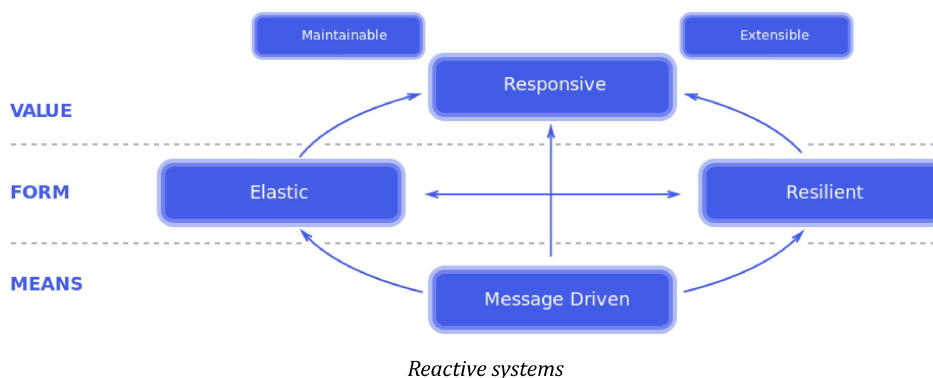 Maintainable
Extensible
Responsive
VALUE
FORM
Elastic
Resilient
MEANS
Message Driven
Reactive systems